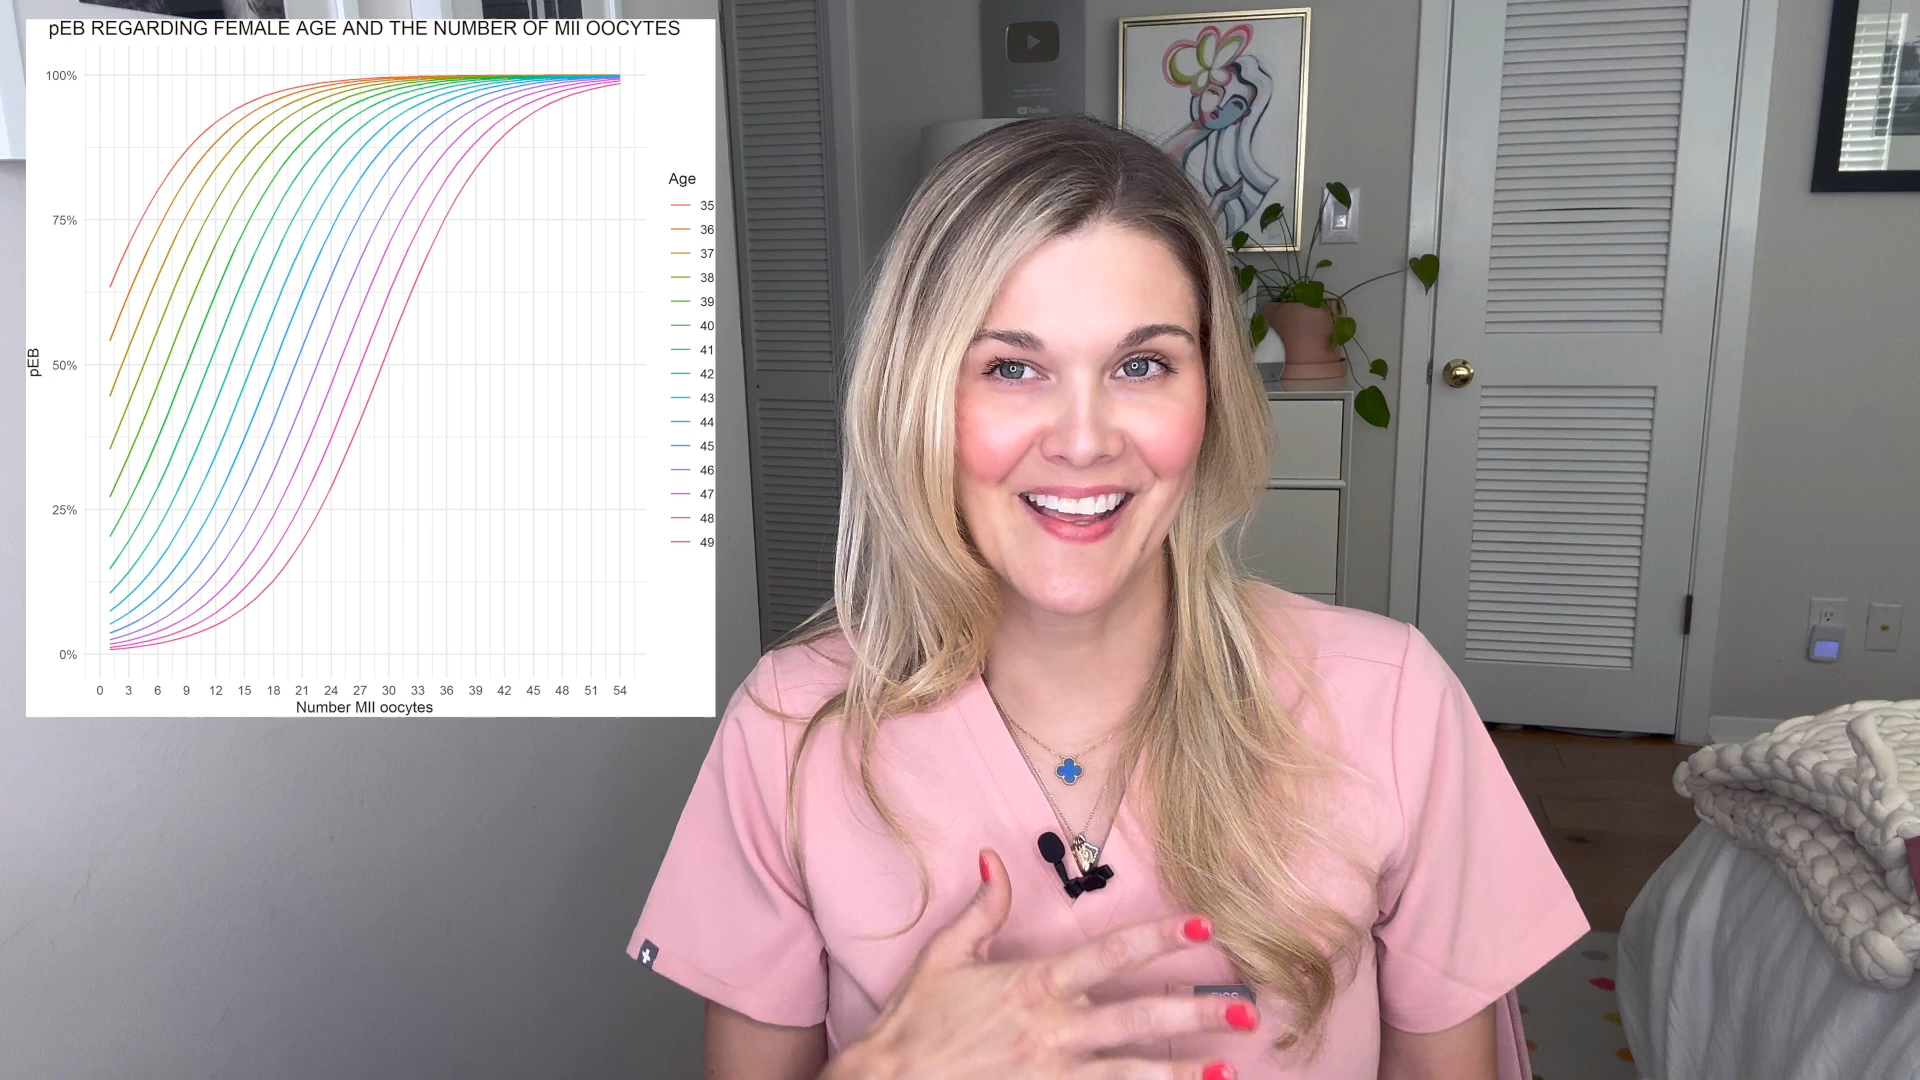 pEB REGARDING FEMALE AGE AND THE NUMBER OF MII OOCYTES
100%
75%
50%
25%
0%
pEB
0 3 6 9 12 15 18 21 24 27 30 33 36 39 42 45 48 51 54
Number MII oocytes
Age
35
36
37
38
39
40
41
42
43
44
45
46
47
48
49
YouTube
FIGS